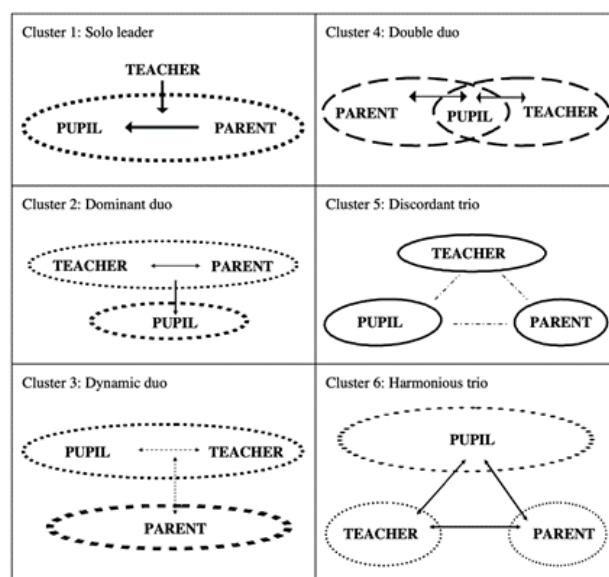 Cluster 1: Solo leader
TEACHER
PUPIL PARENT
Cluster 4: Double duo
PARENT PUPIL TEACHER
Cluster 2: Dominant duo
TEACHER PARENT
PUPIL
Cluster 5: Discordant trio
TEACHER
PUPIL PARENT
Cluster 3: Dynamic duo
PUPIL TEACHER
PARENT
Cluster 6: Harmonious trio
PUPIL
TEACHER PARENT